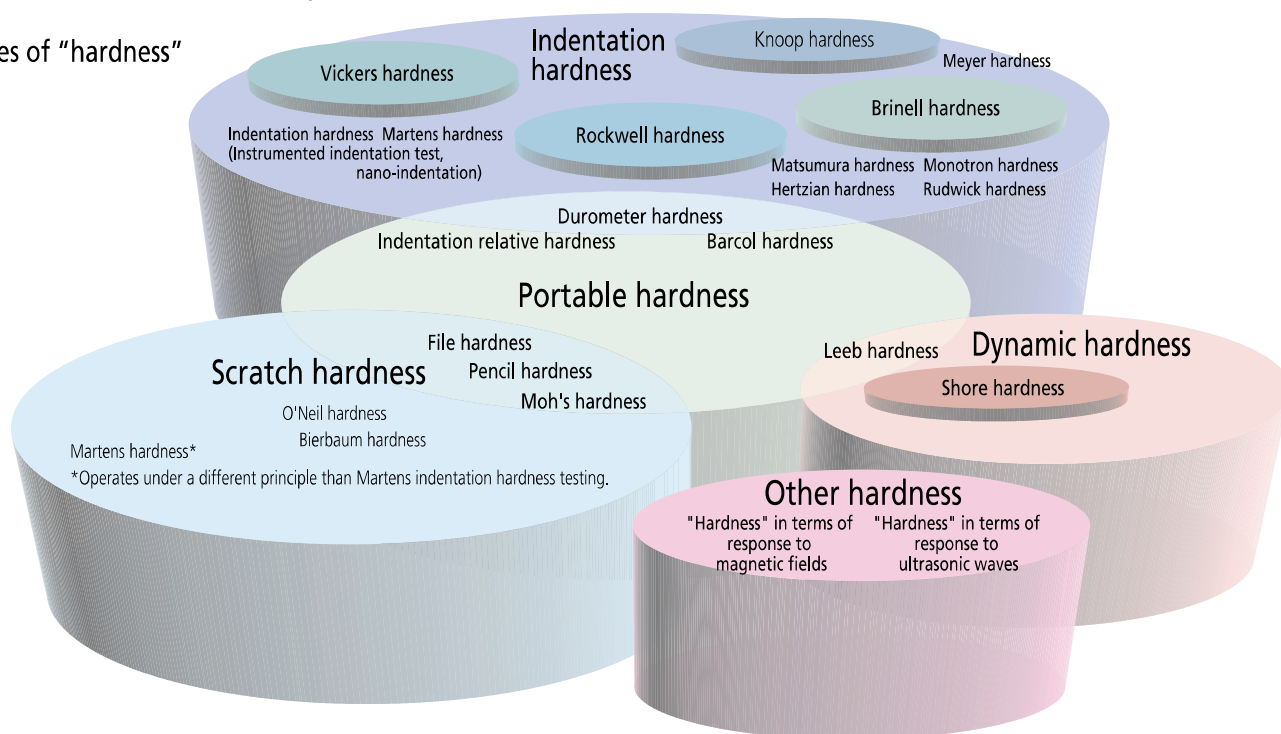 es of “hardness”
Indentation
hardness
Knoop hardness
Meyer hardness
Vickers hardness
Brinell hardness
Indentation hardness Martens hardness
(Instrumented indentation test,
nano-indentation)
Rockwell hardness
Matsumura hardness Monotron hardness
Hertzian hardness Rudwick hardness
Durometer hardness
Indentation relative hardness Barcol hardness
Portable hardness
File hardness
Pencil hardness
Moh's hardness
Scratch hardness
O'Neil hardness
Bierbaum hardness
Martens hardness*
*Operates under a different principle than Martens indentation hardness testing.
Leeb hardness
Dynamic hardness
Shore hardness
Other hardness
"Hardness" in terms of
response to
magnetic fields
"Hardness" in terms of
response to
ultrasonic waves